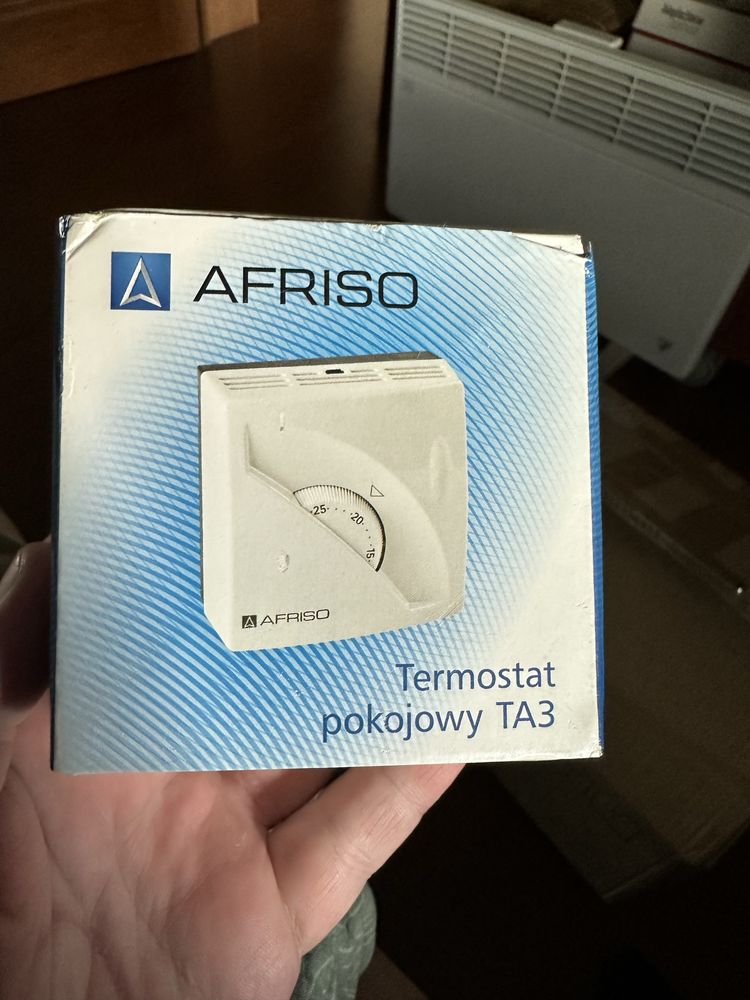 AFRISO
25
20
15
AFRISO
Termostat
pokojowy TA3